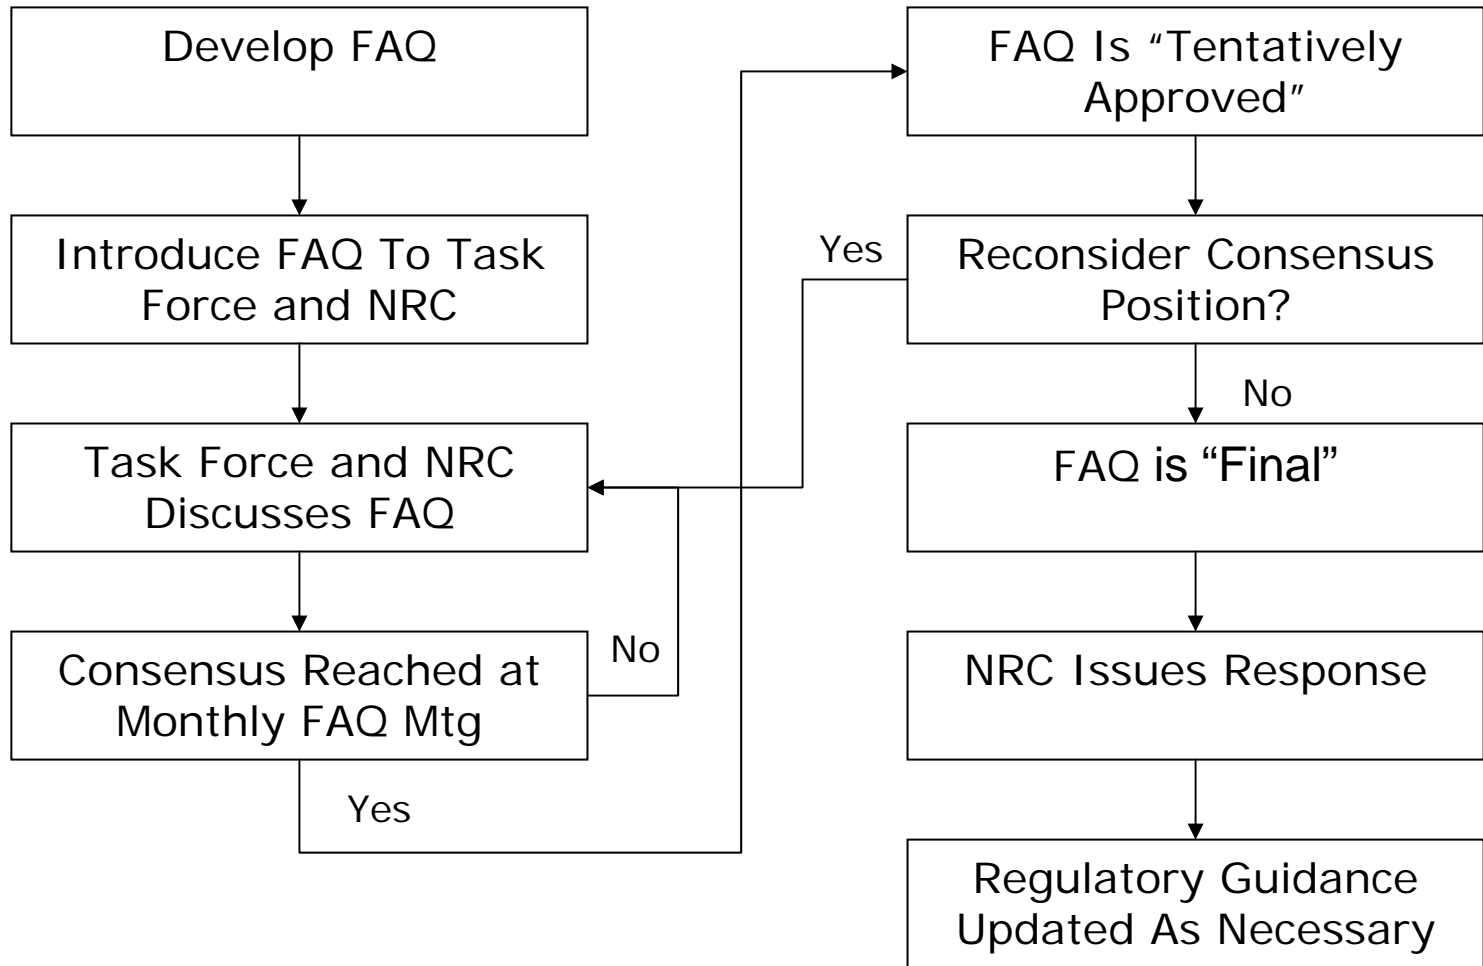 Develop FAQ
Introduce FAQ To Task
Force and NRC
Task Force and NRC
Discusses FAQ
Consensus Reached at
Monthly FAQ Mtg
No
Yes
FAQ Is “Tentatively
Approved”
Yes
Reconsider Consensus
Position?
No
FAQ is “Final”
NRC Issues Response
Regulatory Guidance
Updated As Necessary